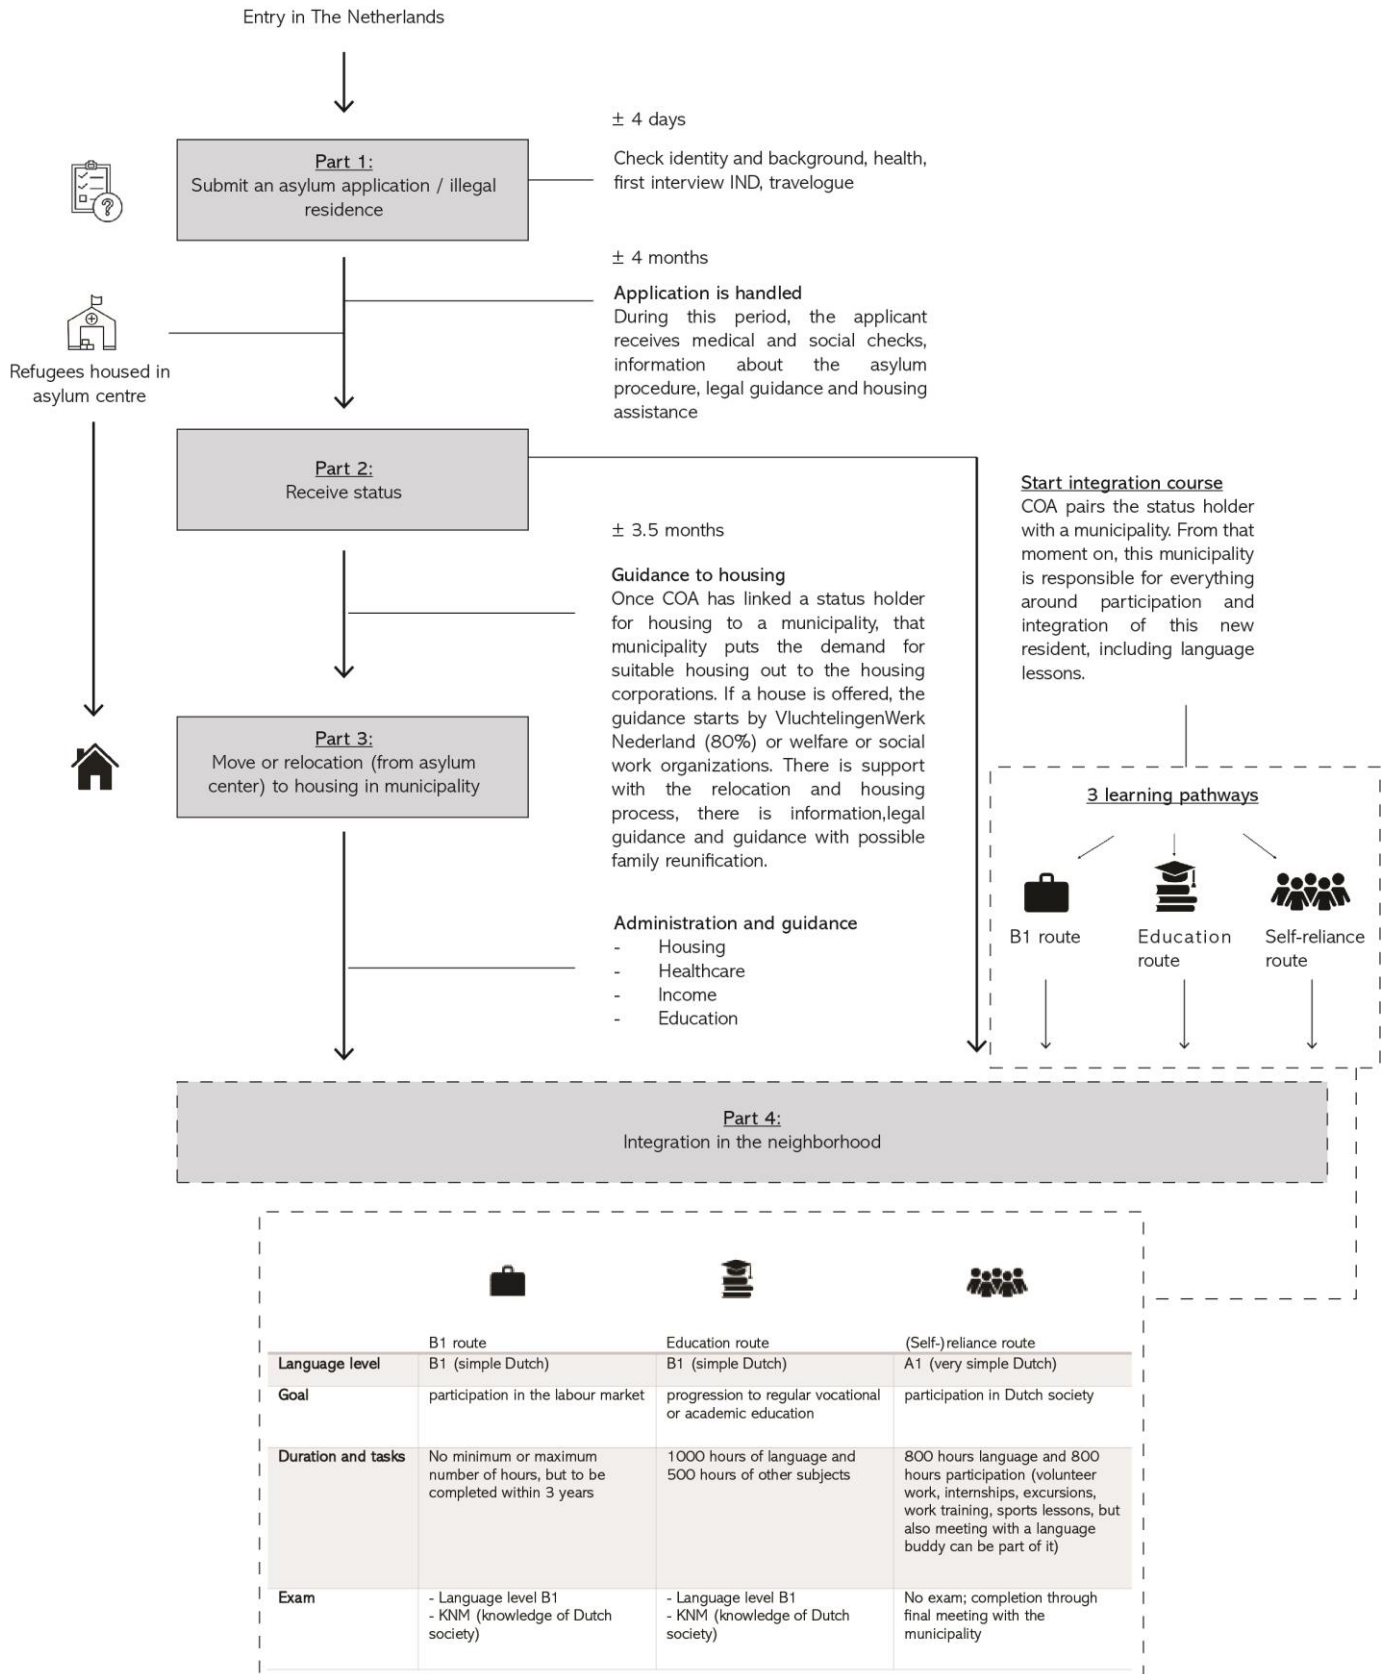 Entry in The Netherlands
± 4 days
Part 1:
Submit an asylum application / illegal
residence
Check identity and background, health,
first interview IND, travelogue
± 4 months
Application is handled
During this period, the applicant
receives medical and social checks,
information about the asylum
procedure, legal guidance and housing
assistance
Refugees housed in
asylum centre
Part 2:
Receive status
Start integration course
COA pairs the status holder
with a municipality. From that
moment on, this municipality
is responsible for everything
around participation and
integration of this new
resident, including language
lessons.
± 3.5 months
Guidance to housing
Once COA has linked a status holder
for housing to a municipality, that
municipality puts the demand for
suitable housing out to the housing
corporations. If a house is offered, the
guidance starts by VluchtelingenWerk
Nederland (80%) or welfare or social
work organizations. There is support
with the relocation and housing
process, there is information,legal
guidance and guidance with possible
family reunification.
Part 3:
Move or relocation (from asylum
center) to housing in municipality
3 learning pathways
B1 route
Education
route
Self-reliance
route
Administration and guidance
- Housing
- Healthcare
- Income
- Education
Part 4:
Integration in the neighborhood
B1 route
Education route
(Self-)reliance route
Language level
B1 (simple Dutch)
B1 (simple Dutch)
A1 (very simple Dutch)
Goal
participation in the labour market
progression to regular vocational
or academic education
participation in Dutch society
Duration and tasks
No minimum or maximum
number of hours, but to be
completed within 3 years
1000 hours of language and
500 hours of other subjects
800 hours language and 800
hours participation (volunteer
work, internships, excursions,
work training, sports lessons, but
also meeting with a language
buddy can be part of it)
Exam
- Language level B1
- KNM (knowledge of Dutch
society)
- Language level B1
- KNM (knowledge of Dutch
society)
No exam; completion through
final meeting with the
municipality